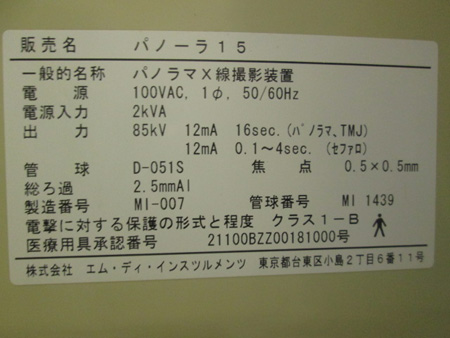 販売名 パノーラ15
一般的名称 パノラマX線撮影装置
電源 100VAC, 1φ, 50/60Hz
電源入力 2kVA
出力 85kV 12mA 16sec. (パノラマ, TMJ)
12mA 0.1～4sec. (セファロ)
管球 D-051S 焦点 0.5×0.5mm
総ろ過 2.5mmAl
製造番号 MI-007 管球番号 MI 1439
電撃に対する保護の形式と程度 クラス1-B
医療用具承認番号 21100BZZ00181000号
株式会社 エム・ディ・インスツルメンツ 東京都台東区小島2丁目6番11号